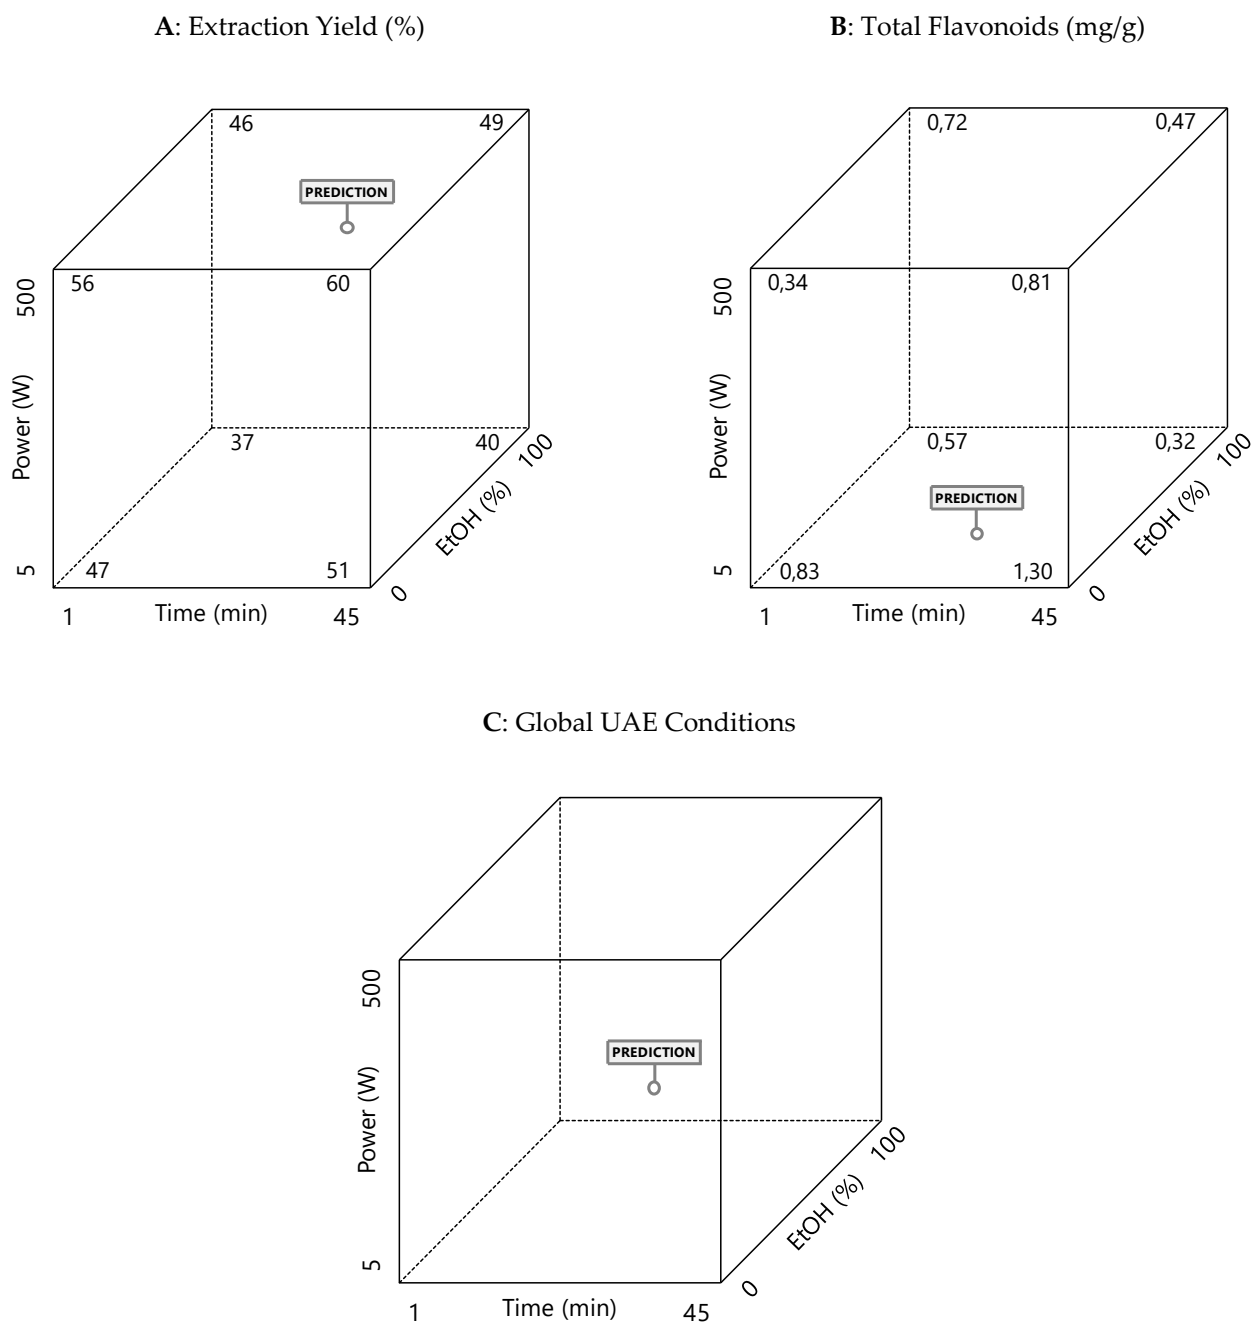 A: Extraction Yield (%)
46
49
PREDICTION
56
60
500
Power (W)
37
40
100
EtOH (%)
5
47
51
0
1
Time (min)
45
B: Total Flavonoids (mg/g)
0,72
0,47
0,34
0,81
500
Power (W)
0,57
0,32
100
PREDICTION
EtOH (%)
5
0,83
1,30
0
1
Time (min)
45
C: Global UAE Conditions
500
PREDICTION
Power (W)
100
EtOH (%)
5
0
1
Time (min)
45